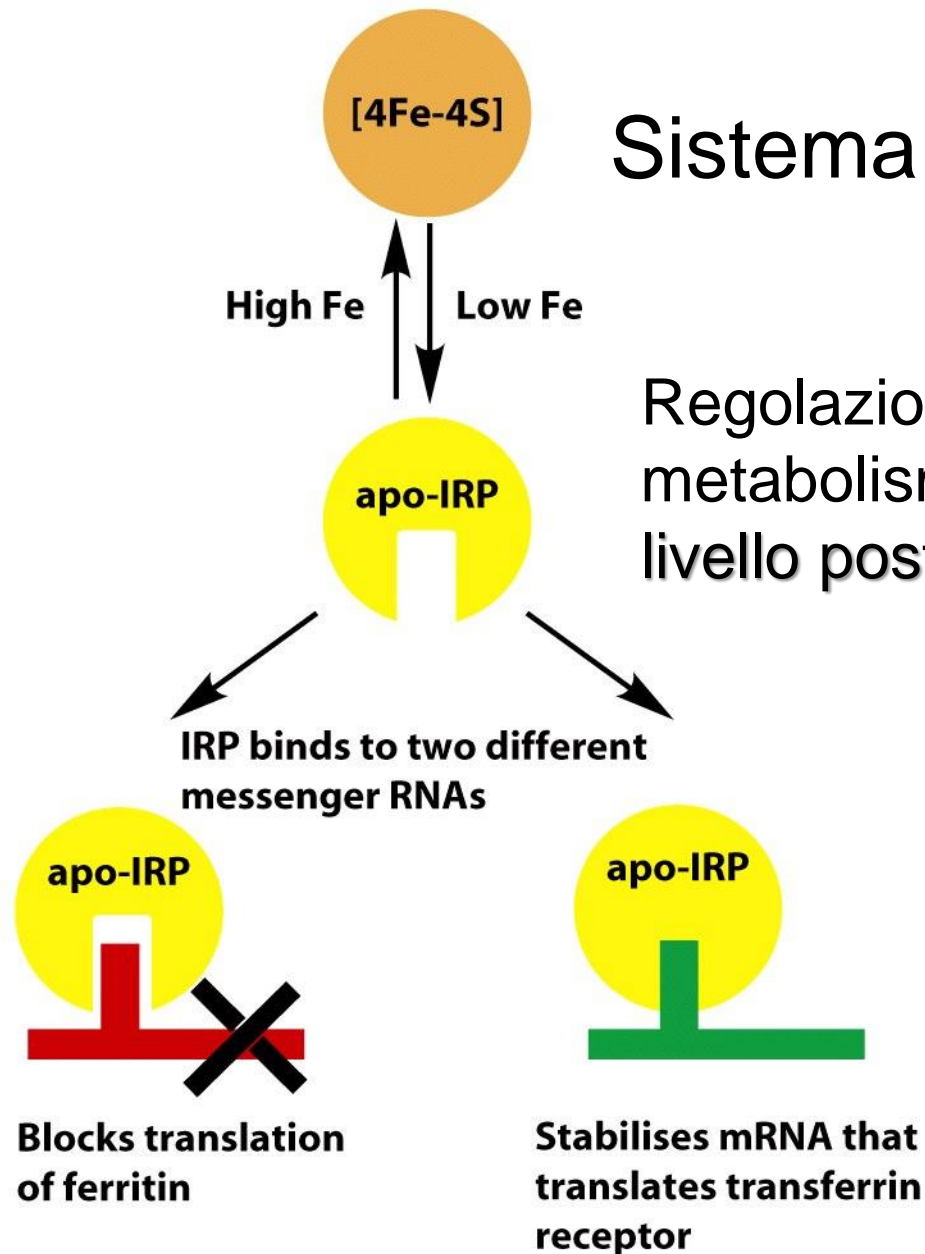 [4Fe-4S]
Sistema
High Fe
Low Fe
Regolazio
metabolism
livello post
apo-IRP
IRP binds to two different
messenger RNAs
apo-IRP
apo-IRP
Blocks translation
of ferritin
Stabilises mRNA that
translates transferrin
receptor